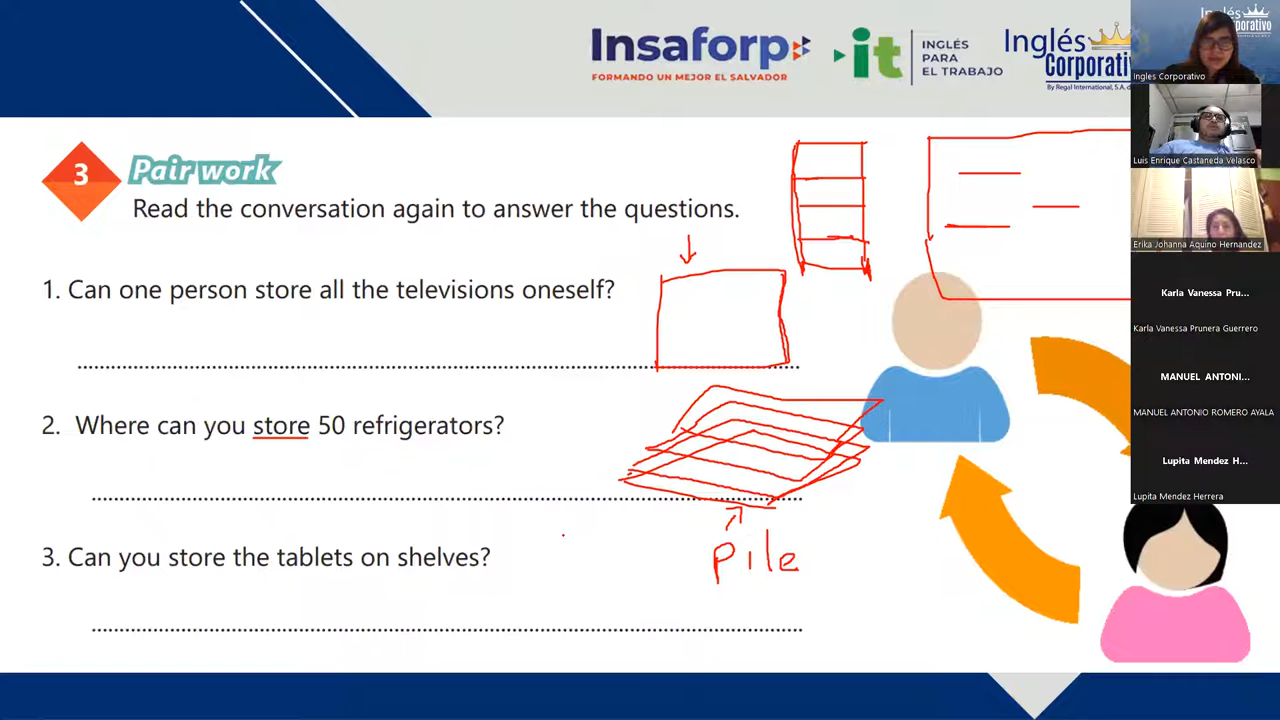 Insaforp
FORMANDO UN MEJOR EL SALVADOR
it
INGLÉS
PARA
EL TRABAJO
Inglés
Corporativo
By Regal International, S.A. d
Inglés
Corporativo
Ingles Corporativo
Luis Enrique Castaneda Velasco
Erika Johanna Aquino Hernandez
Karla Vanessa Pru...
Karla Vanessa Prunera Guerrero
MANUEL ANTONI...
MANUEL ANTONIO ROMERO AYALA
Lupita Mendez H...
Lupita Mendez Herrera
3
Pair work
Read the conversation again to answer the questions.
1. Can one person store all the televisions oneself?
2. Where can you store 50 refrigerators?
3. Can you store the tablets on shelves?
pile